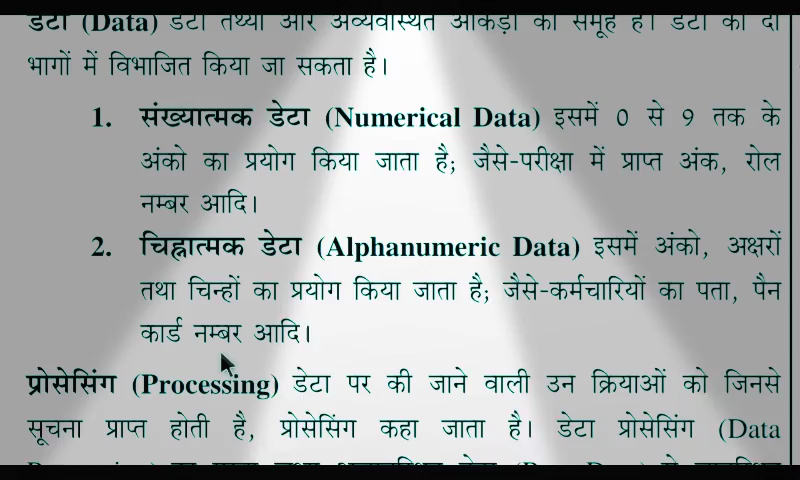 डेटा (Data) डेटा तथ्यों और अव्यवस्थित आँकड़ों का समूह है। डेटा को दो
भागों में विभाजित किया जा सकता है।
1. संख्यात्मक डेटा (Numerical Data) इसमें 0 से 9 तक के
अंको का प्रयोग किया जाता है; जैसे-परीक्षा में प्राप्त अंक, रोल
नम्बर आदि।
2. चिह्नात्मक डेटा (Alphanumeric Data) इसमें अंको, अक्षरों
तथा चिन्हों का प्रयोग किया जाता है; जैसे-कर्मचारियों का पता, पैन
कार्ड नम्बर आदि।
प्रोसेसिंग (Processing) डेटा पर की जाने वाली उन क्रियाओं को जिनसे
सूचना प्राप्त होती है, प्रोसेसिंग कहा जाता है। डेटा प्रोसेसिंग (Data